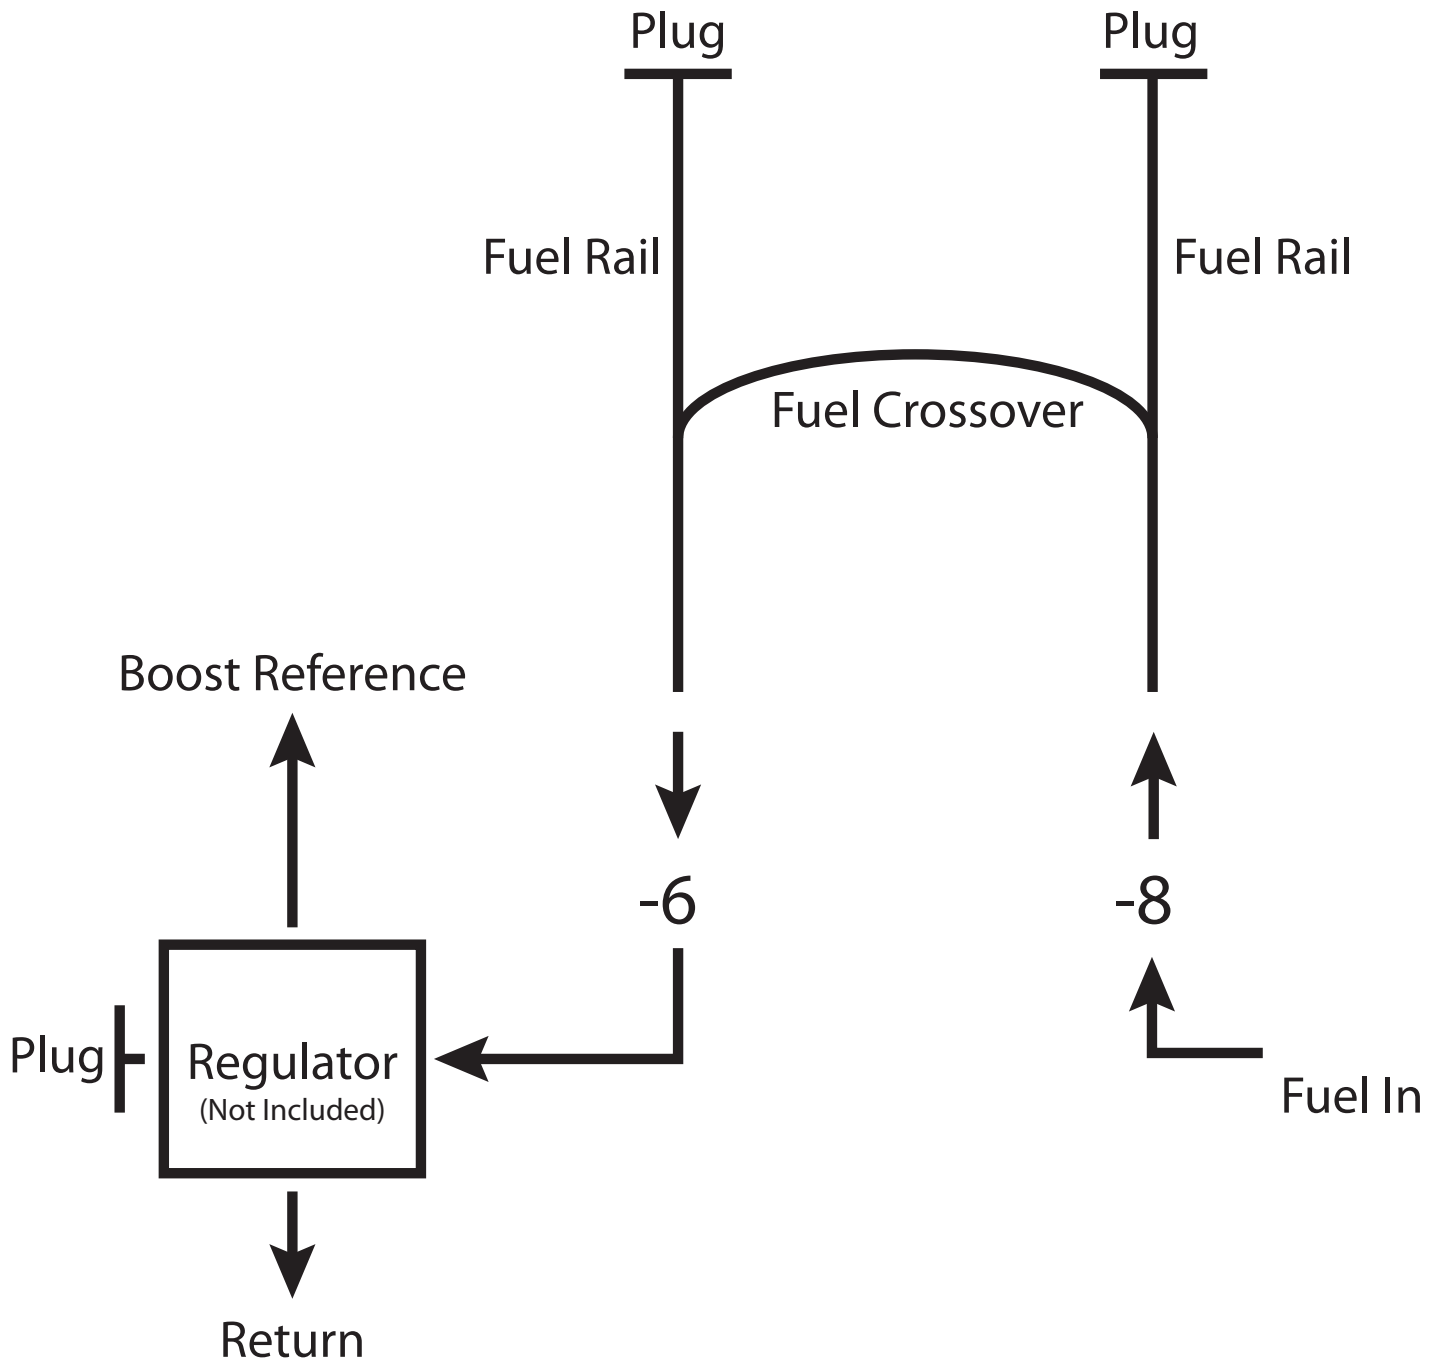 Plug
Plug
Fuel Rail
Fuel Rail
Fuel Crossover
Boost Reference
-6
-8
Plug
Regulator
(Not Included)
Fuel In
Return